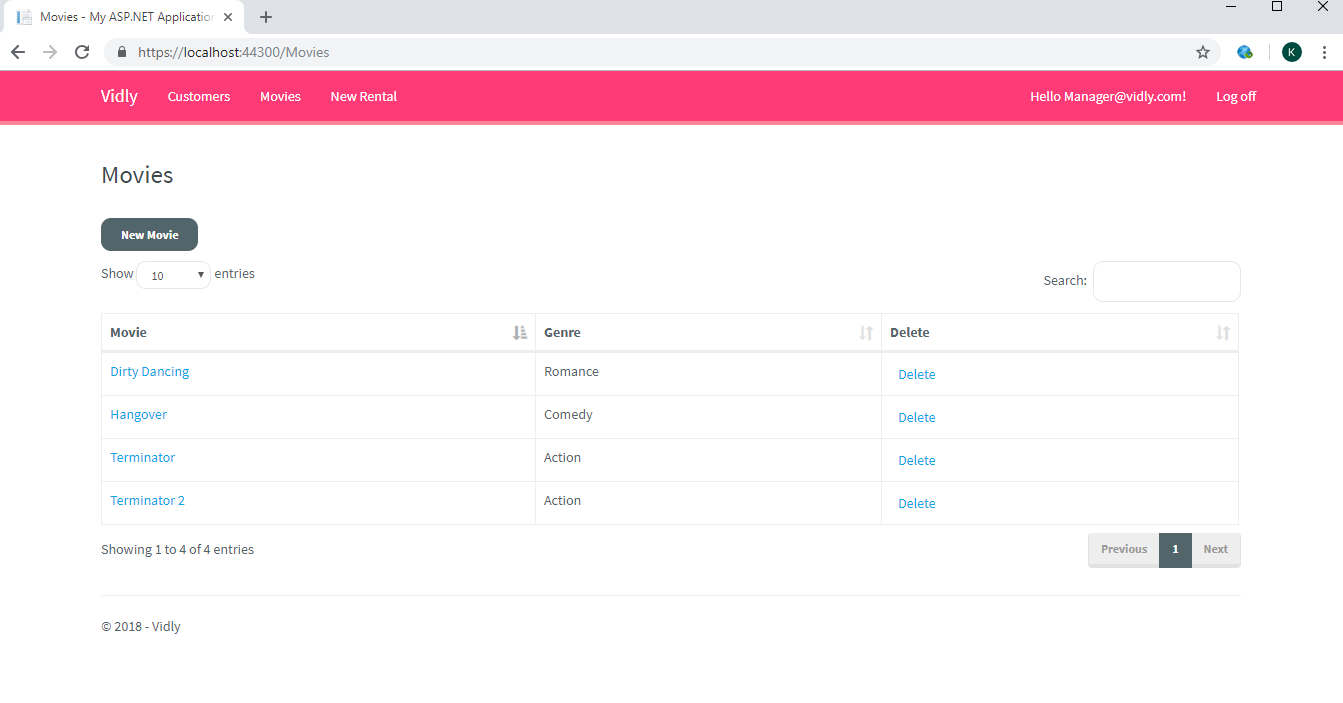 Movies - My ASP.NET Application
https://localhost:44300/Movies
K
Vidly Customers Movies New Rental Hello Manager@vidly.com! Log off
Movies
New Movie
Show 10 entries Search:
Movie Genre Delete
Dirty Dancing Romance Delete
Hangover Comedy Delete
Terminator Action Delete
Terminator 2 Action Delete
Showing 1 to 4 of 4 entries Previous 1 Next
© 2018 - Vidly